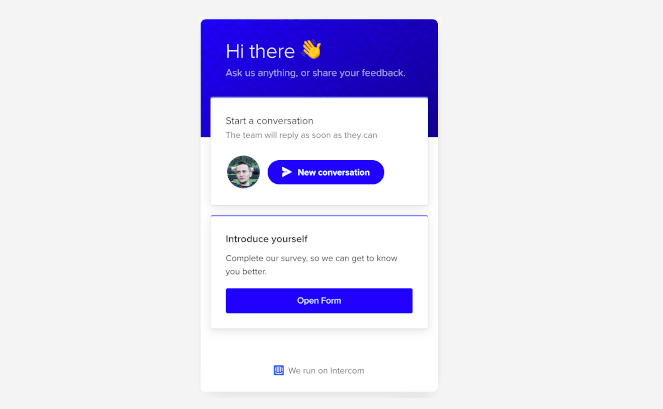 Hi there 👋
Ask us anything, or share your feedback.
Start a conversation
The team will reply as soon as they can
New conversation
Introduce yourself
Complete our survey, so we can get to know
you better.
Open Form
We run on Intercom